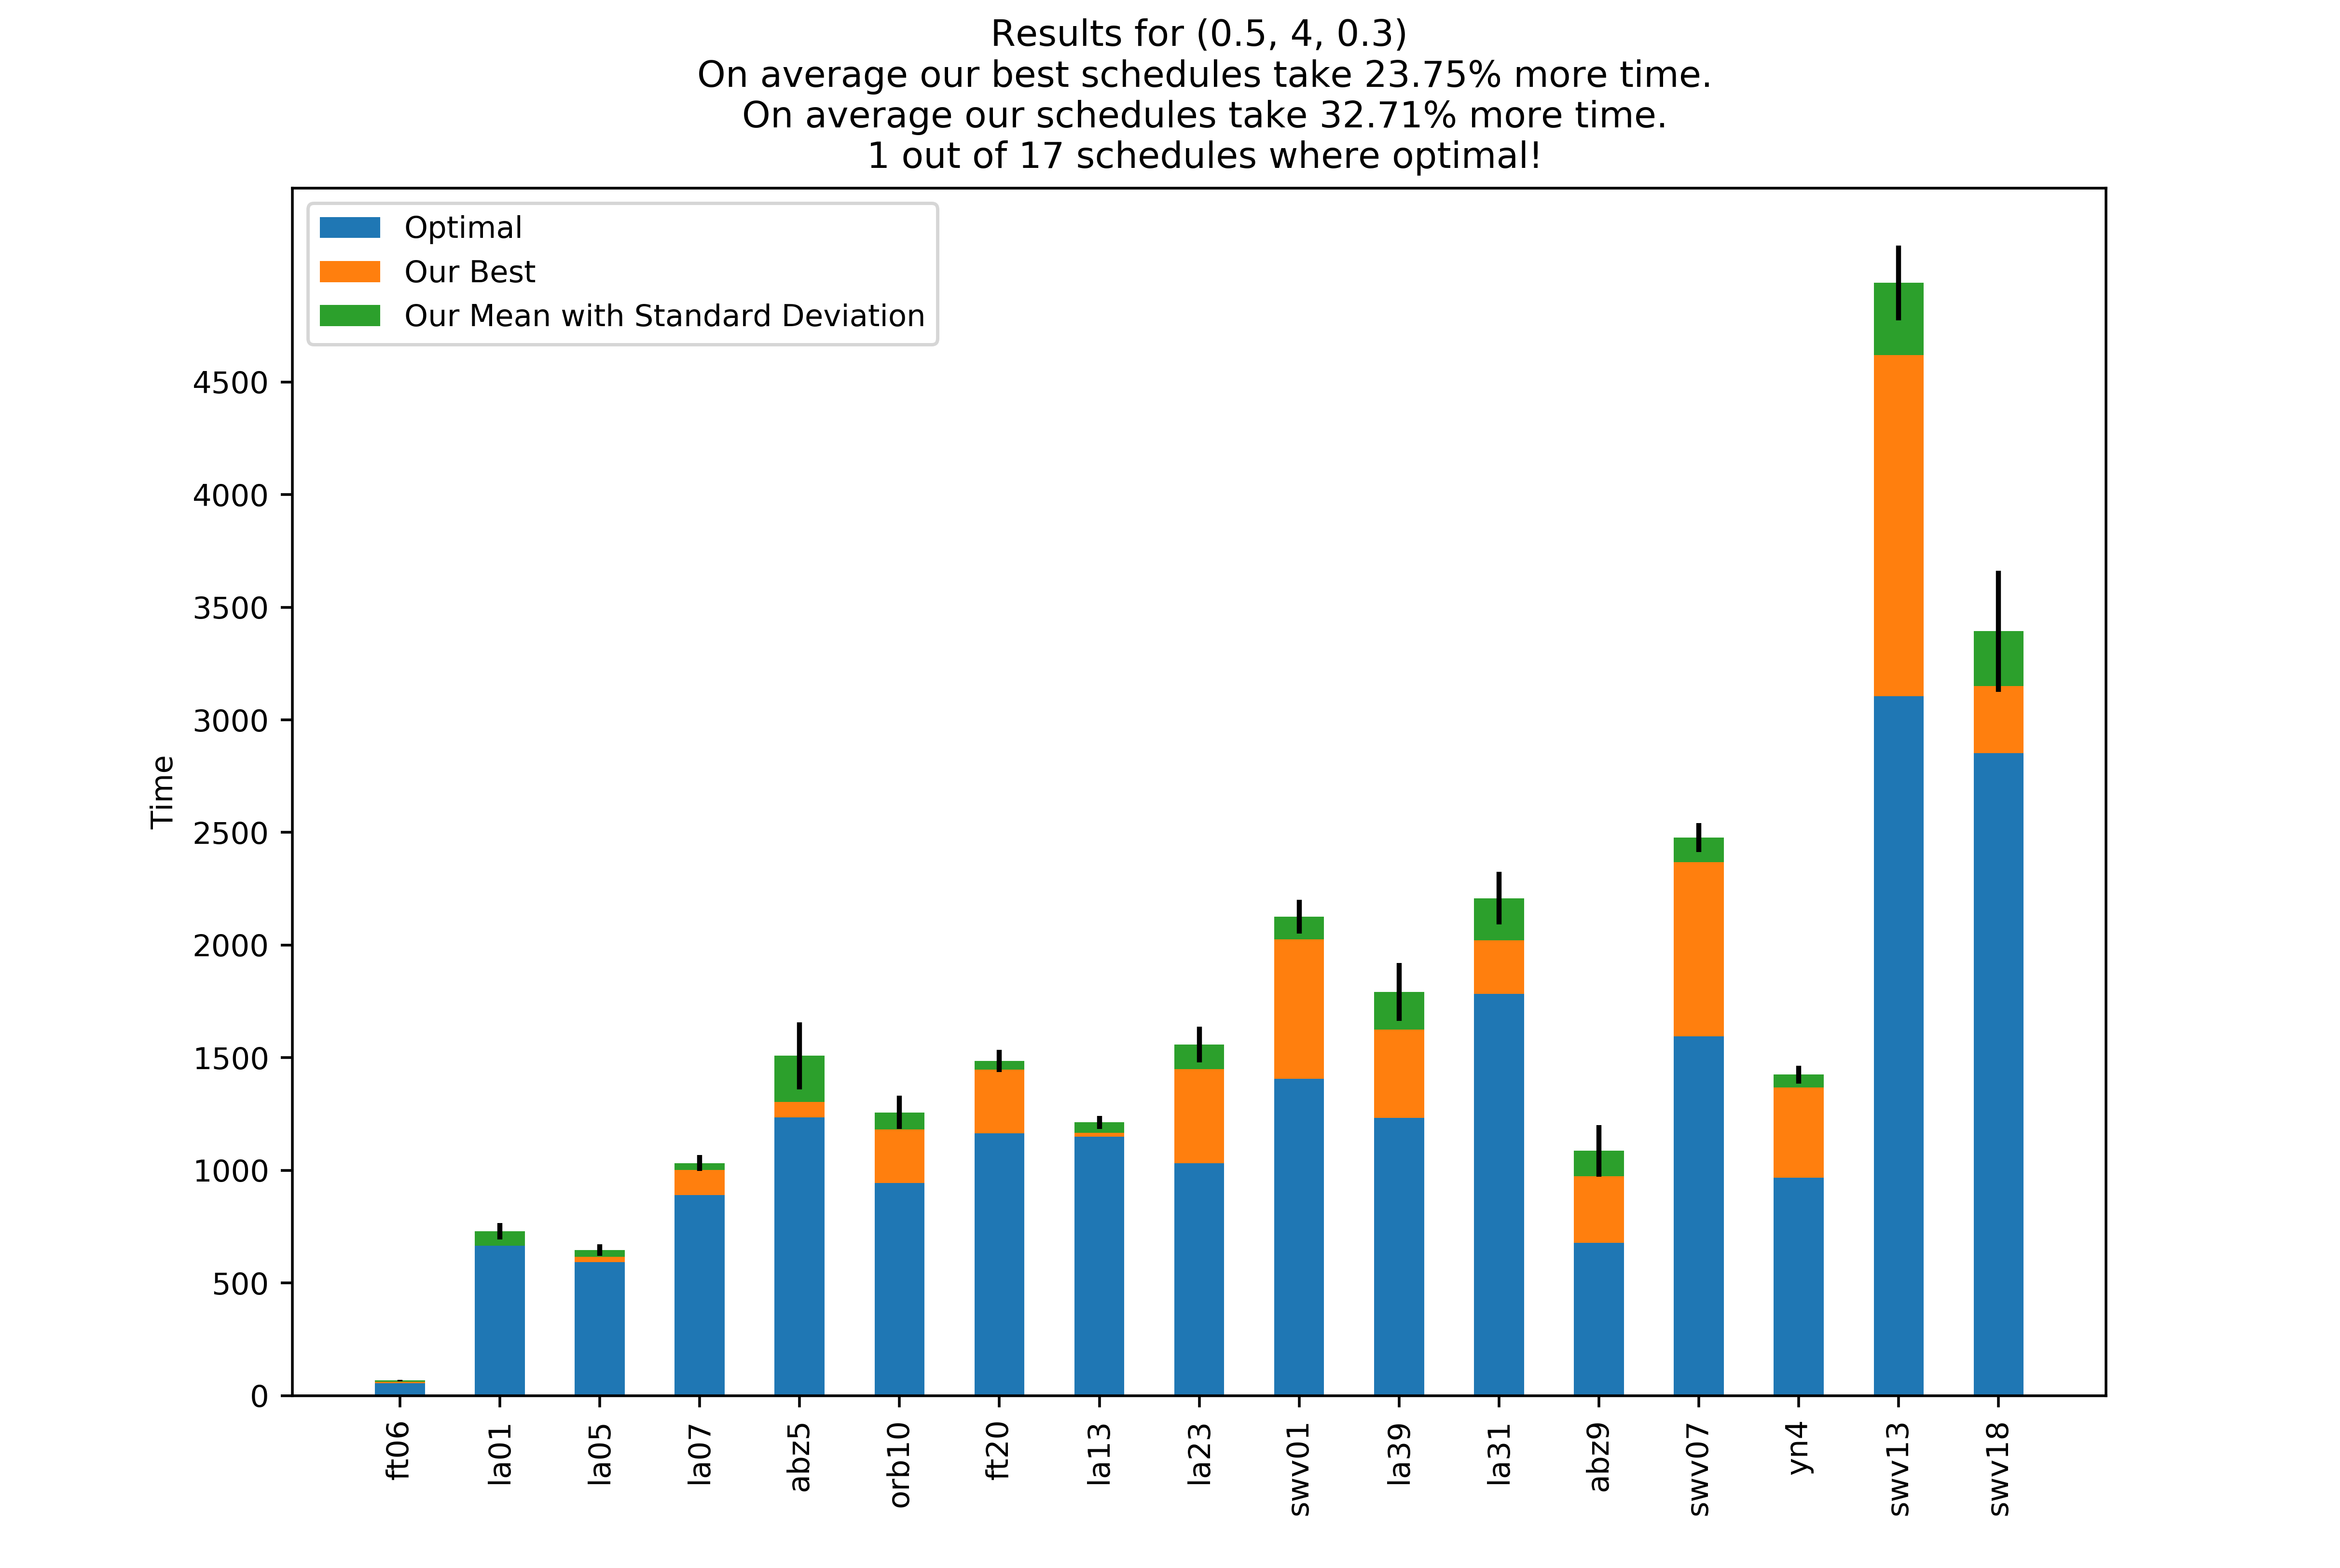 Results for (0.5, 4, 0.3)
On average our best schedules take 23.75% more time.
On average our schedules take 32.71% more time.
1 out of 17 schedules where optimal!
Optimal
Our Best
Our Mean with Standard Deviation
4500
4000
3500
3000
2500
2000
1500
1000
500
0
Time
ft06
la01
la05
la07
abz5
orb10
ft20
la13
la23
swv01
la39
la31
abz9
swv07
yn4
swv13
swv18